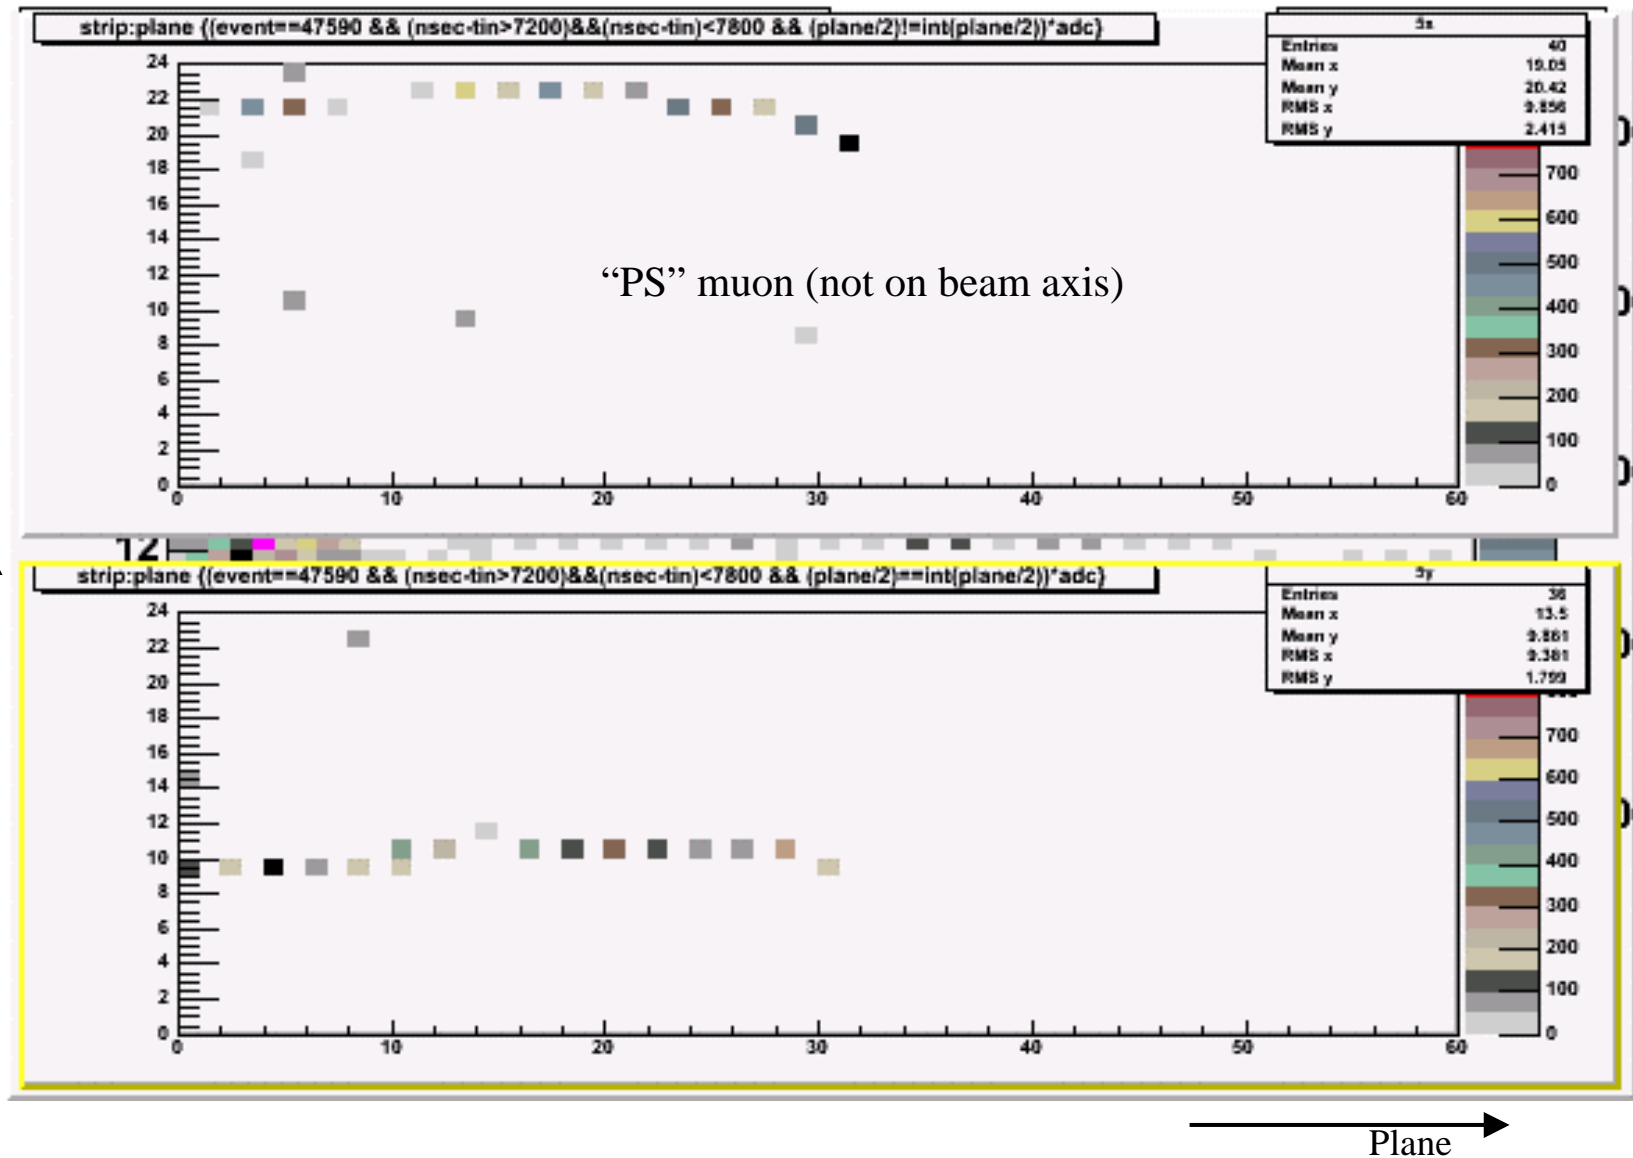 strip:plane {((event==47590 && (nsec-tin>7200)&&(nsec-tin)<7800 && (plane/2)!=int(plane/2))*adc}
5x
Entries 40
Mean x 19.05
Mean y 20.42
RMS x 9.856
RMS y 2.415
24
22
20
18
16
14
12
10
8
6
4
2
0
0 10 20 30 40 50 60
700
600
500
400
300
200
100
0
“PS” muon (not on beam axis)
12
strip:plane {((event==47590 && (nsec-tin>7200)&&(nsec-tin)<7800 && (plane/2)==int(plane/2))*adc}
5y
Entries 36
Mean x 13.5
Mean y 9.861
RMS x 9.381
RMS y 1.799
24
22
20
18
16
14
12
10
8
6
4
2
0
0 10 20 30 40 50 60
700
600
500
400
300
200
100
0
Plane